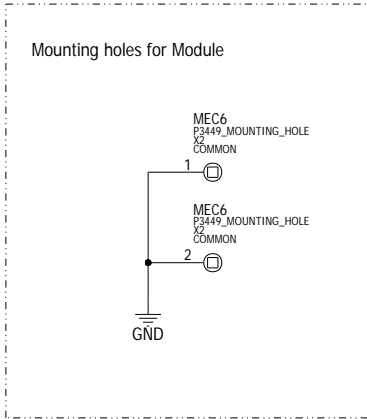 Mounting holes for Module
MEC6
P3449_MOUNTING_HOLE
X2
COMMON
1
MEC6
P3449_MOUNTING_HOLE
X2
COMMON
2
GND